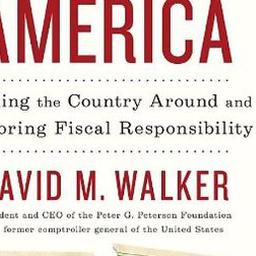 AMERICA
ing the Country Around and
oring Fiscal Responsibility
AVID M. WALKER
dent and CEO of the Peter G. Peterson Foundation
former comptroller general of the United States